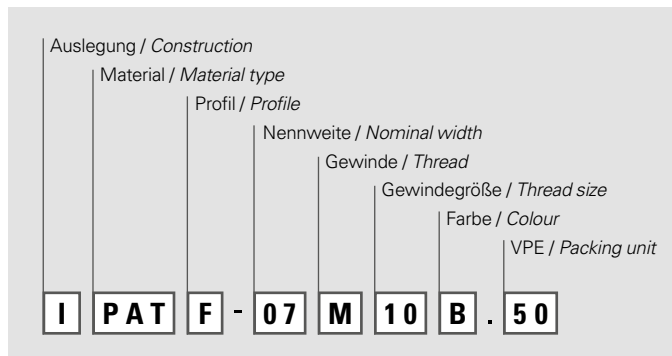 Auslegung / Construction
Material / Material type
Profil / Profile
Nennweite / Nominal width
Gewinde / Thread
Gewindegröße / Thread size
Farbe / Colour
VPE / Packing unit
I PAT F - 07 M 10 B . 50